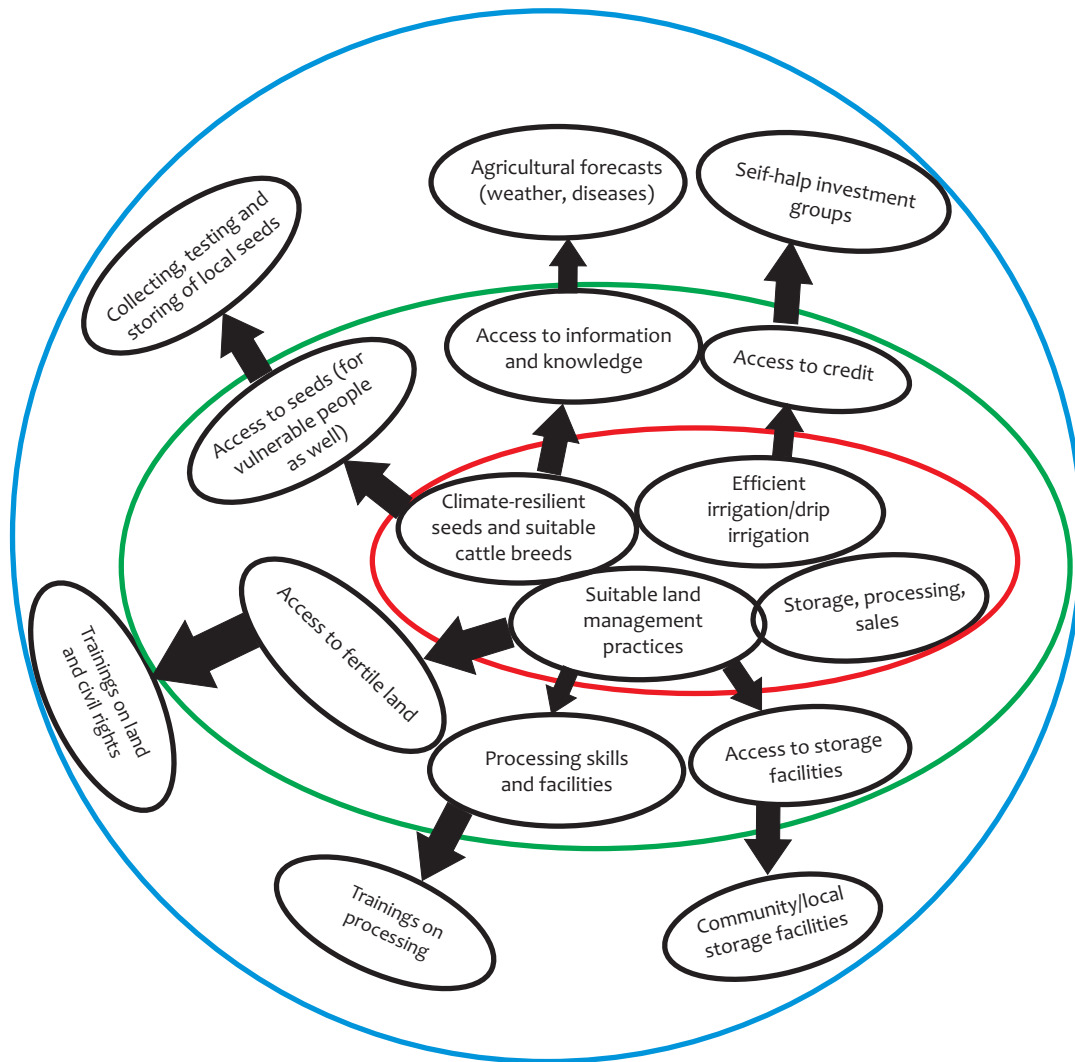 Agricultural forecasts
(weather, diseases)
Seif-halp investment
groups
Collecting, testing and
storing of local seeds
Access to information
and knowledge
Access to credit
Access to seeds (for
vulnerable people
as well)
Climate-resilient
seeds and suitable
cattle breeds
Efficient
irrigation/drip
irrigation
Suitable land
management
practices
Storage, processing,
sales
Access to fertile land
Trainings on land
and civil rights
Processing skills
and facilities
Access to storage
facilities
Trainings on
processing
Community/local
storage facilities